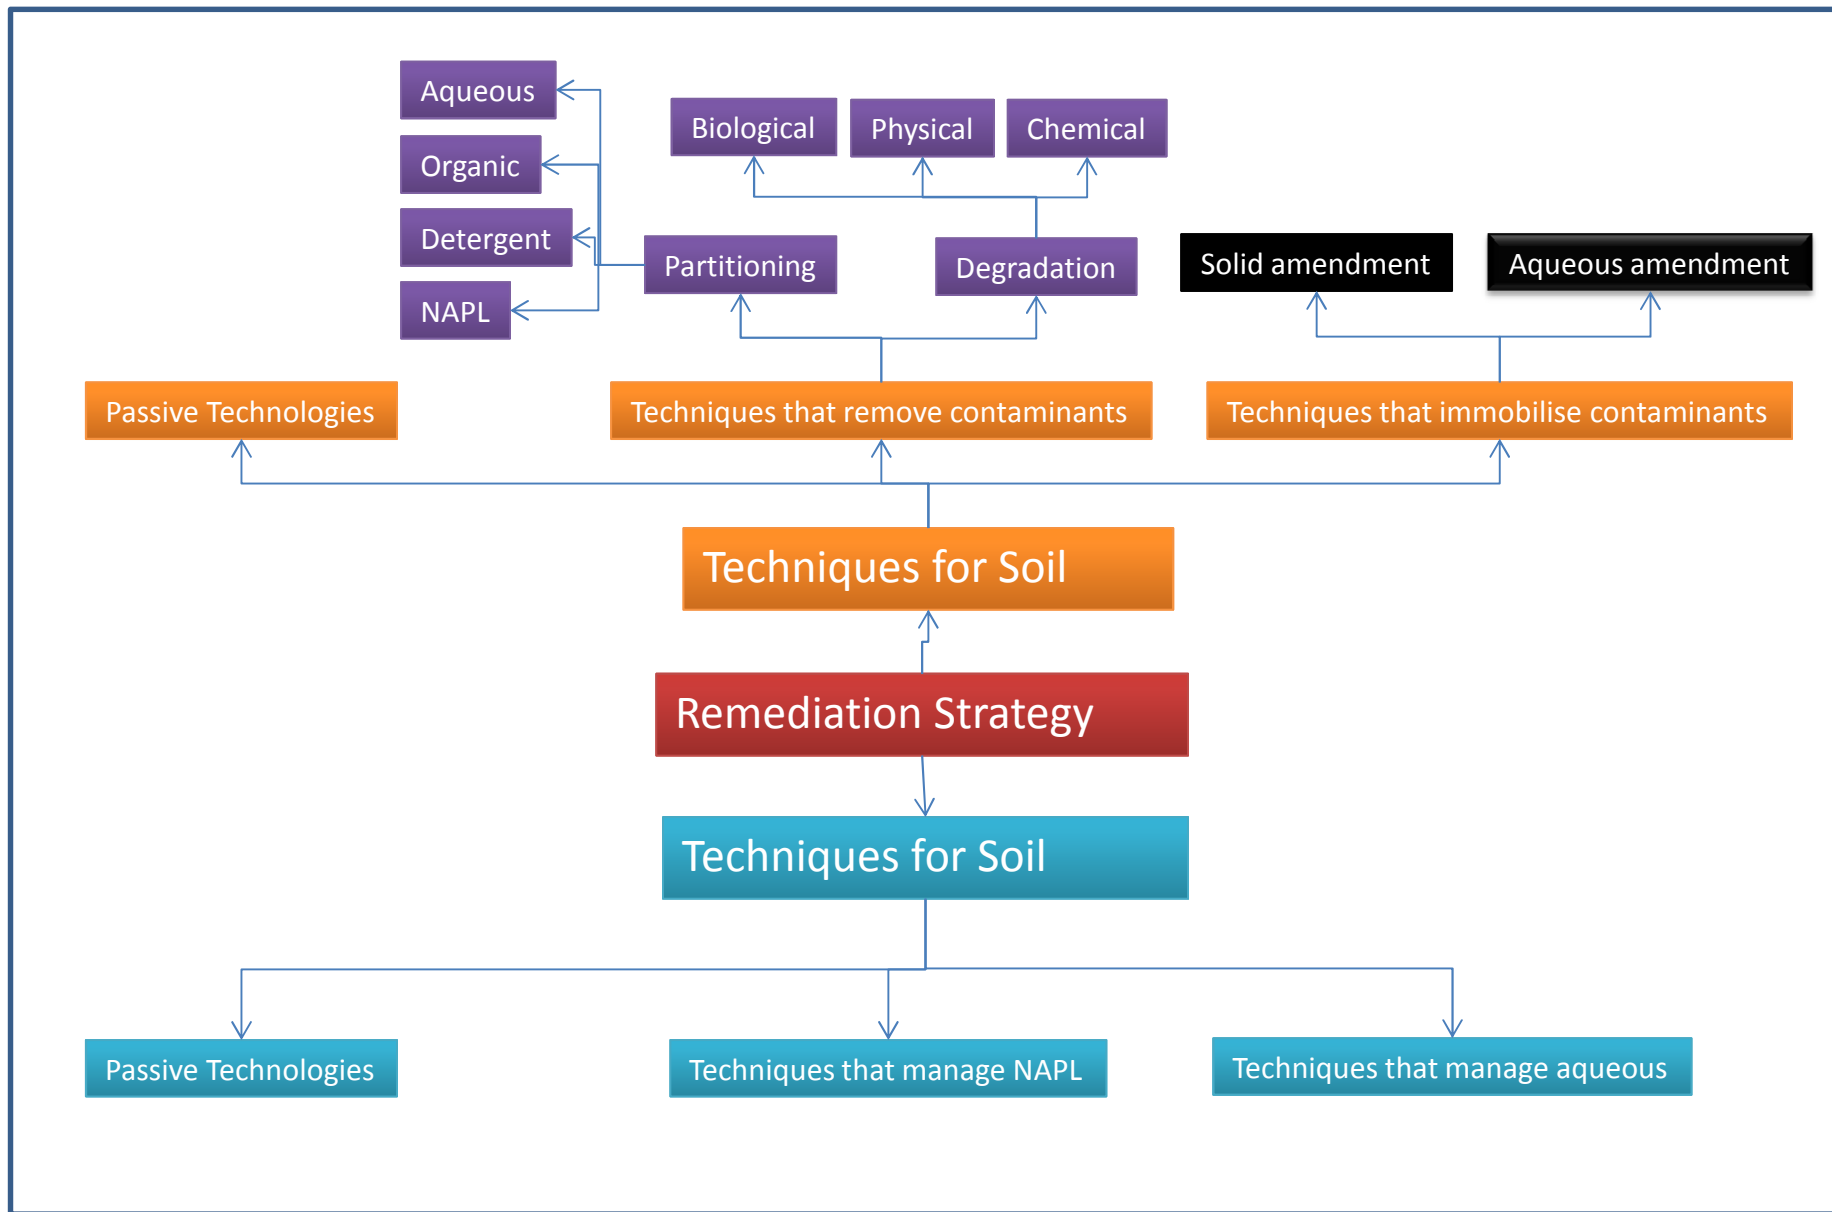 Aqueous
Organic
Detergent
NAPL
Biological
Physical
Chemical
Partitioning
Degradation
Solid amendment
Aqueous amendment
Passive Technologies
Techniques that remove contaminants
Techniques that immobilise contaminants
Techniques for Soil
Remediation Strategy
Techniques for Soil
Passive Technologies
Techniques that manage NAPL
Techniques that manage aqueous